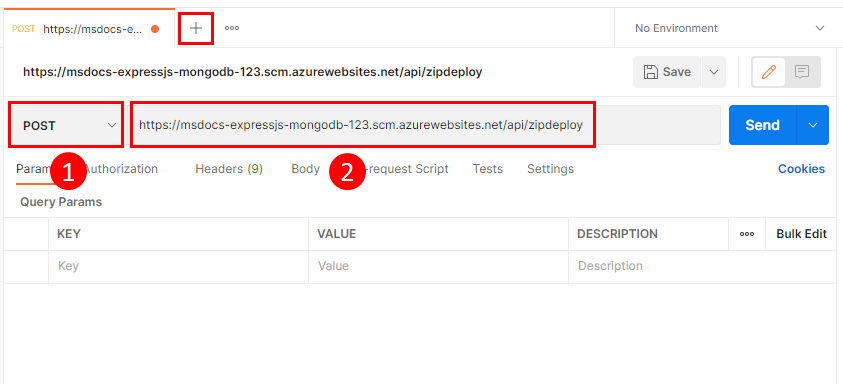 POST https://msdocs-e... + ooo No Environment
https://msdocs-expressjs-mongodb-123.scm.azurewebsites.net/api/zipdeploy Save
POST https://msdocs-expressjs-mongodb-123.scm.azurewebsites.net/api/zipdeploy Send
Param 1 uthorization Headers (9) Body 2 -request Script Tests Settings Cookies
Query Params
KEY VALUE DESCRIPTION ooo Bulk Edit
Key Value Description